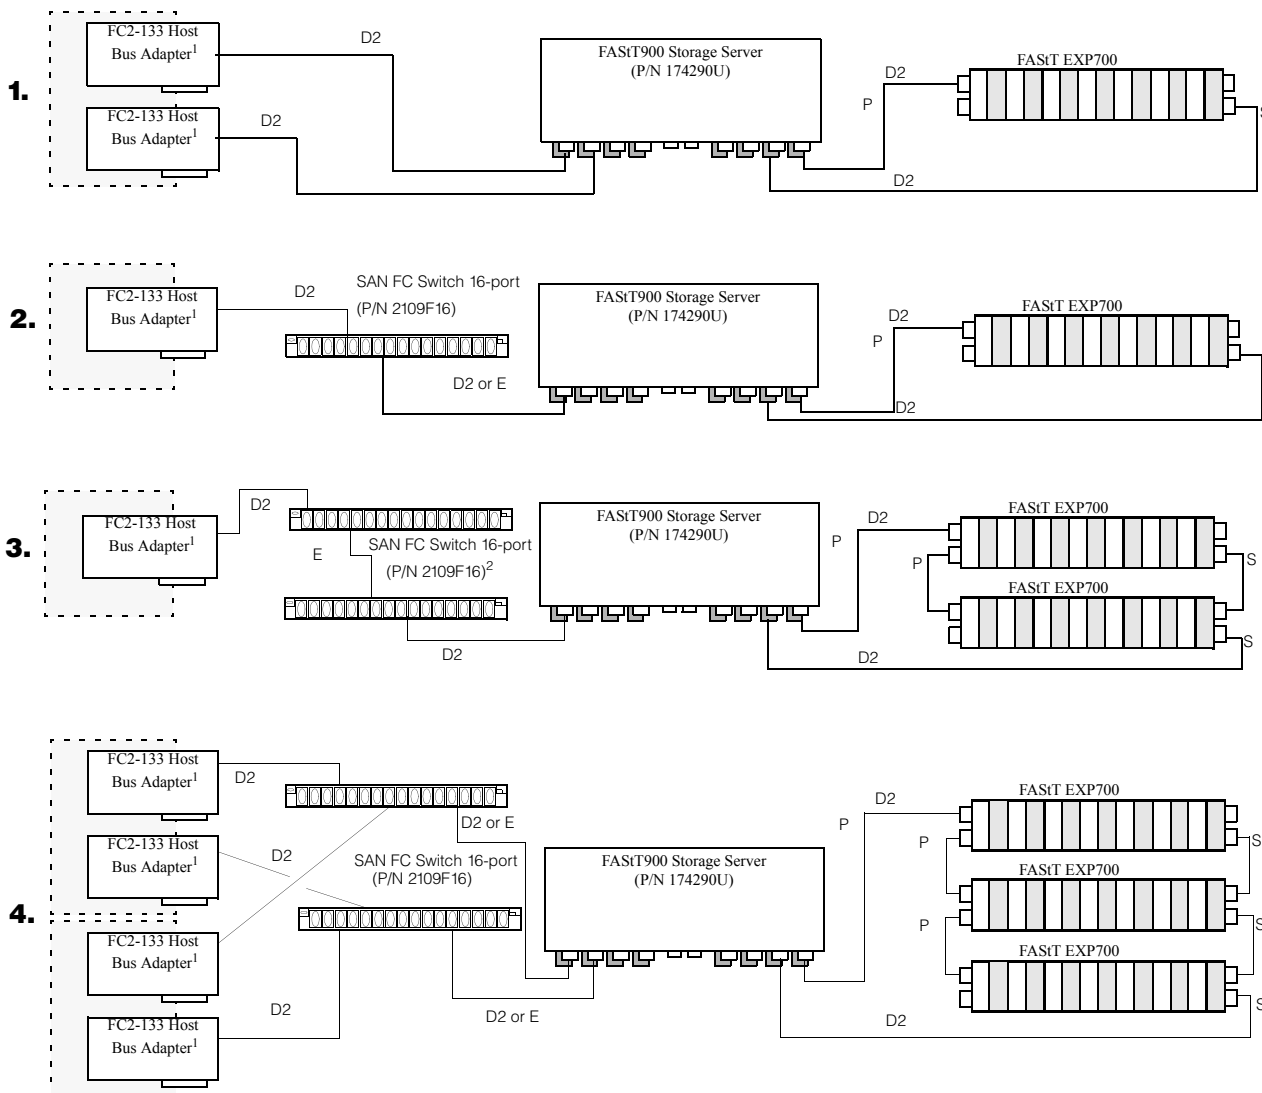 1.
FC2-133 Host
Bus Adapter1
D2
FC2-133 Host
Bus Adapter1
D2
FAStT900 Storage Server
(P/N 174290U)
D2
P
FAStT EXP700
S
D2
2.
FC2-133 Host
Bus Adapter1
D2
SAN FC Switch 16-port
(P/N 2109F16)
D2 or E
FAStT900 Storage Server
(P/N 174290U)
D2
P
FAStT EXP700
D2
3.
FC2-133 Host
Bus Adapter1
D2
E
SAN FC Switch 16-port
(P/N 2109F16)2
D2
FAStT900 Storage Server
(P/N 174290U)
D2
P
FAStT EXP700
P
S
FAStT EXP700
S
D2
4.
FC2-133 Host
Bus Adapter1
D2
FC2-133 Host
Bus Adapter1
D2
FC2-133 Host
Bus Adapter1
FC2-133 Host
Bus Adapter1
D2
D2 or E
SAN FC Switch 16-port
(P/N 2109F16)
D2 or E
FAStT900 Storage Server
(P/N 174290U)
D2
P
FAStT EXP700
P
S
FAStT EXP700
P
S
FAStT EXP700
S
D2